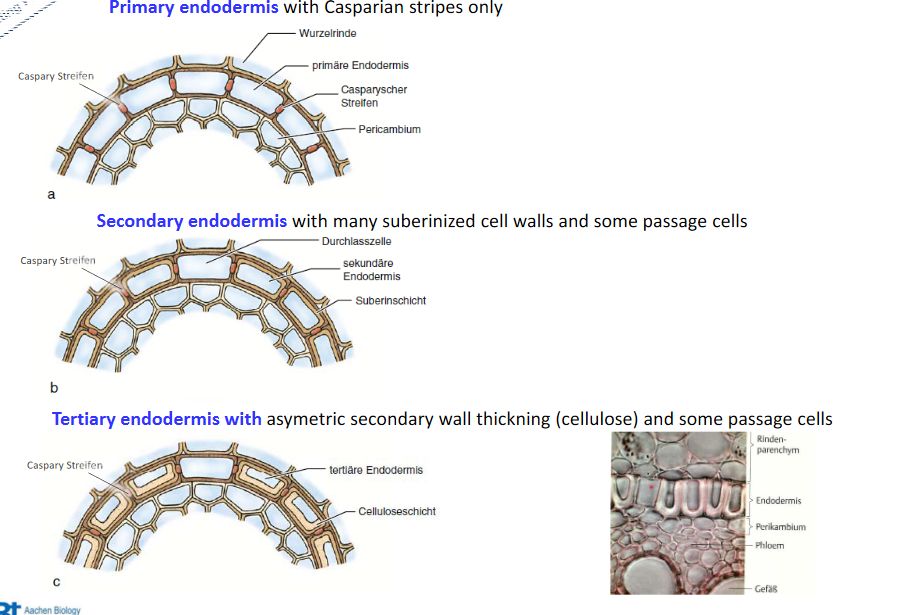 Primary endodermis with Casparian stripes only
Wurzelrinde
primäre Endodermis
Caspary Streifen
Casparyscher
Streifen
Pericambium
a
Secondary endodermis with many suberinized cell walls and some passage cells
Durchlasszelle
Caspary Streifen
sekundäre
Endodermis
Suberinschicht
b
Tertiary endodermis with asymetric secondary wall thickning (cellulose) and some passage cells
Rinden-
parenchym
Caspary Streifen
tertiäre Endodermis
Endodermis
Celluloseschicht
Perikambium
Phloem
c
Gefäß
Aachen Biology